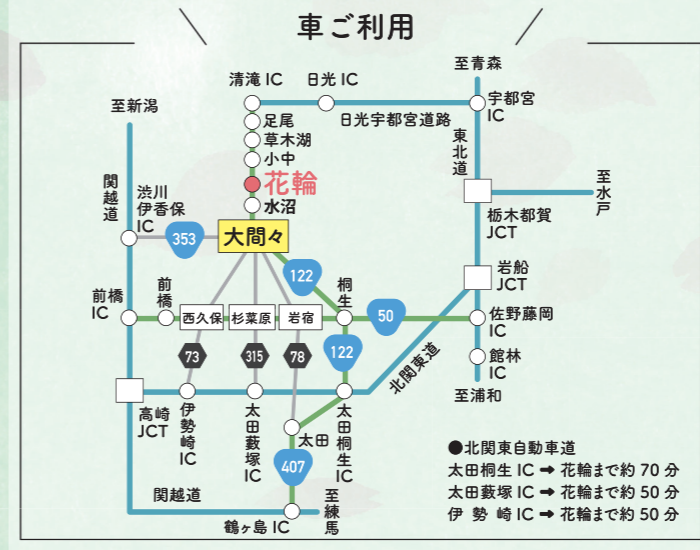 車ご利用
至青森
清滝 IC
日光 IC
至新潟
宇都宮
IC
足尾
日光宇都宮道路
草木湖
東北道
小中
花輪
至水戸
関越道
渋川
伊香保
IC
水沼
栃木都賀
JCT
353
大間々
岩船
JCT
122
桐生
前橋
IC
前橋
西久保
杉菜原
岩宿
50
佐野藤岡
IC
73
315
78
122
館林
IC
北関東道
至浦和
高崎
JCT
伊勢崎IC
太田藪塚IC
太田
太田桐生IC
407
関越道
至練馬
鶴ヶ島 IC
●北関東自動車道
太田桐生 IC ➡ 花輪まで約 70 分
太田藪塚 IC ➡ 花輪まで約 50 分
伊 勢 崎 IC ➡ 花輪まで約 50 分